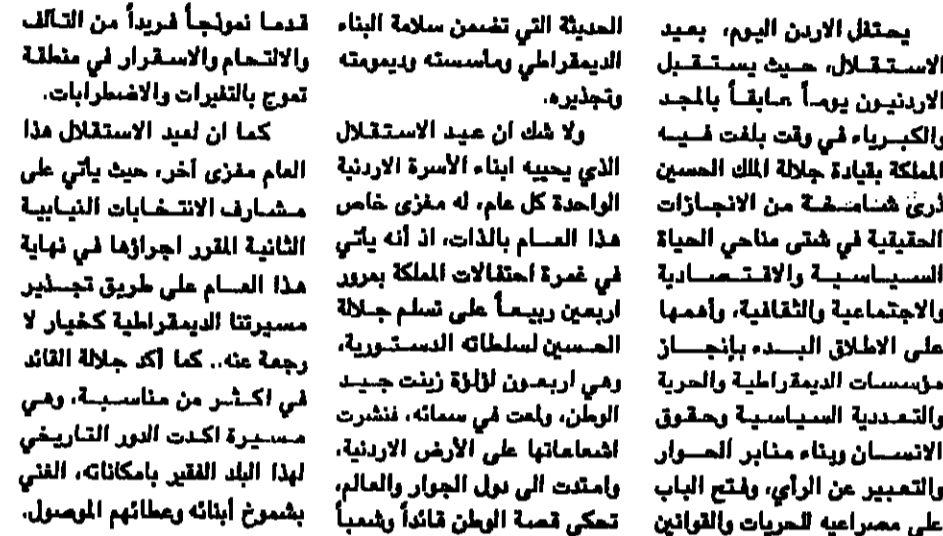 يحتفل الاردن اليوم، بعيد
الاستقلال، حيث يستقبل
الاردنيون يوماً عابقاً بالمجد
والكبرياء في وقت بلغت فيه
المملكة بقيادة جلالة الملك الحسين
ذرى شامخة من الانجازات
الحقيقية في شتى مناحي الحياة
السياسية والاقتصادية
والاجتماعية والثقافية، وأهمها
على الاطلاق البدء بإنجاز
مؤسسات الديمقراطية والحرية
والتعددية السياسية وحقوق
الانسان وبناء منابر الحوار
والتعبير عن الرأي، وفتح الباب
على مصراعيه للحريات والقوانين
الحديثة التي تضمن سلامة البناء
الديمقراطي ومأسسته وديمومته
وتجذيره.
ولا شك ان عيد الاستقلال
الذي يحييه ابناء الأسرة الاردنية
الواحدة كل عام، له مغزى خاص
هذا العام بالذات، اذ أنه يأتي
في غمرة احتفالات المملكة بمرور
اربعين ربيعاً على تسلم جلالة
الحسين لسلطاته الدستورية،
وهي اربعون لؤلؤة زينت جيد
الوطن، ولمعت في سمائه، فنشرت
اشعاعاتها على الأرض الاردنية،
وامتدت الى دول الجوار والعالم،
تحكي قصة الوطن قائداً وشعباً
قدما نموذجاً فريداً من التآلف
والالتحام والاسقرار في منطقة
تموج بالتغيرات والاضطرابات.
كما ان لعيد الاستقلال هذا
العام مغزى آخر، حيث يأتي على
مشارف الانتخابات النيابية
الثانية المقرر اجراؤها في نهاية
هذا العام على طريق تجذير
مسيرتنا الديمقراطية كخيار لا
رجعة عنه.. كما أكد جلالة القائد
في اكثر من مناسبة، وهي
مسيرة اكدت الدور التاريخي
لهذا البلد الفقير بامكاناته، الغني
بشموخ أبنائه وعطائهم الموصول.